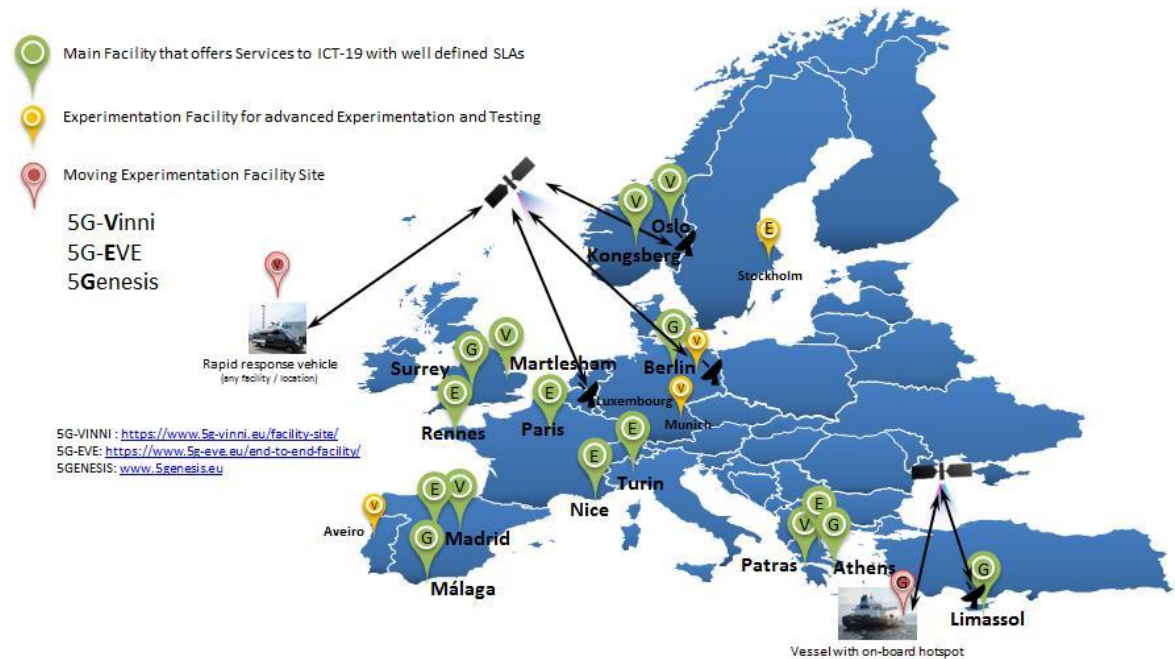 Main Facility that offers Services to ICT-19 with well defined SLAs
Experimentation Facility for advanced Experimentation and Testing
Moving Experimentation Facility Site
5G-Vinni
5G-EVE
5Genesis
V
V
Oslo
Kongsberg
E
Stockholm
V
Rapid response vehicle
(any facility / location)
G
V
Martlesham
Surrey
G
V
Berlin
E
Rennes
E
Paris
Luxembourg
V
Munich
5G-VINNI : https://www.5g-vinni.eu/facility-site/
5G-EVE: https://www.5g-eve.eu/end-to-end-facility/
5GENESIS: www.5genesis.eu
E
Turin
E
Nice
V
Aveiro
E
V
Madrid
G
Málaga
E
V
G
Patras
Athens
G
G
Limassol
Vessel with on-board hotspot